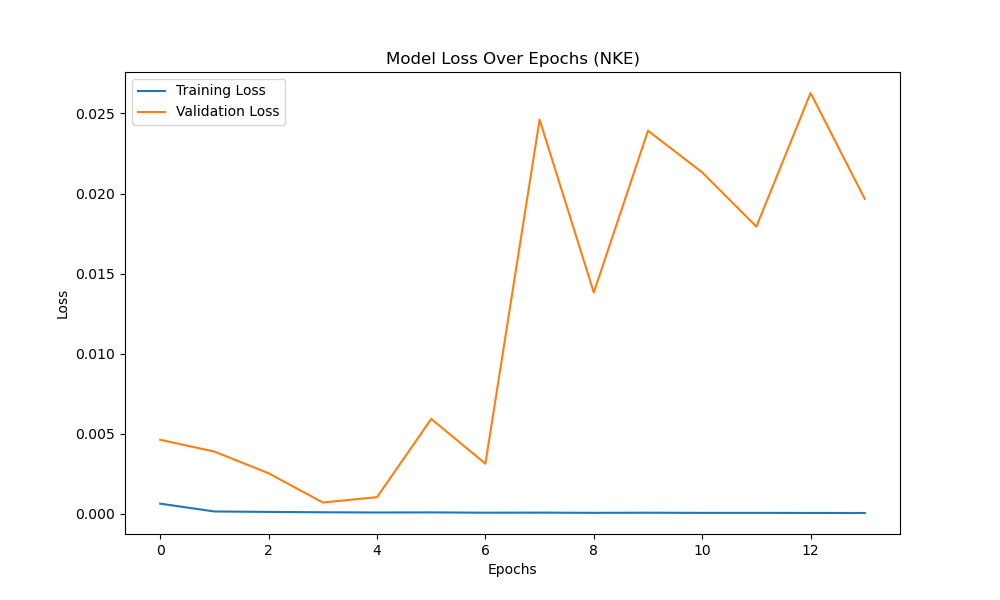 Model Loss Over Epochs (NKE)
Training Loss
Validation Loss
0.025
0.020
0.015
0.010
0.005
0.000
Loss
0 2 4 6 8 10 12
Epochs